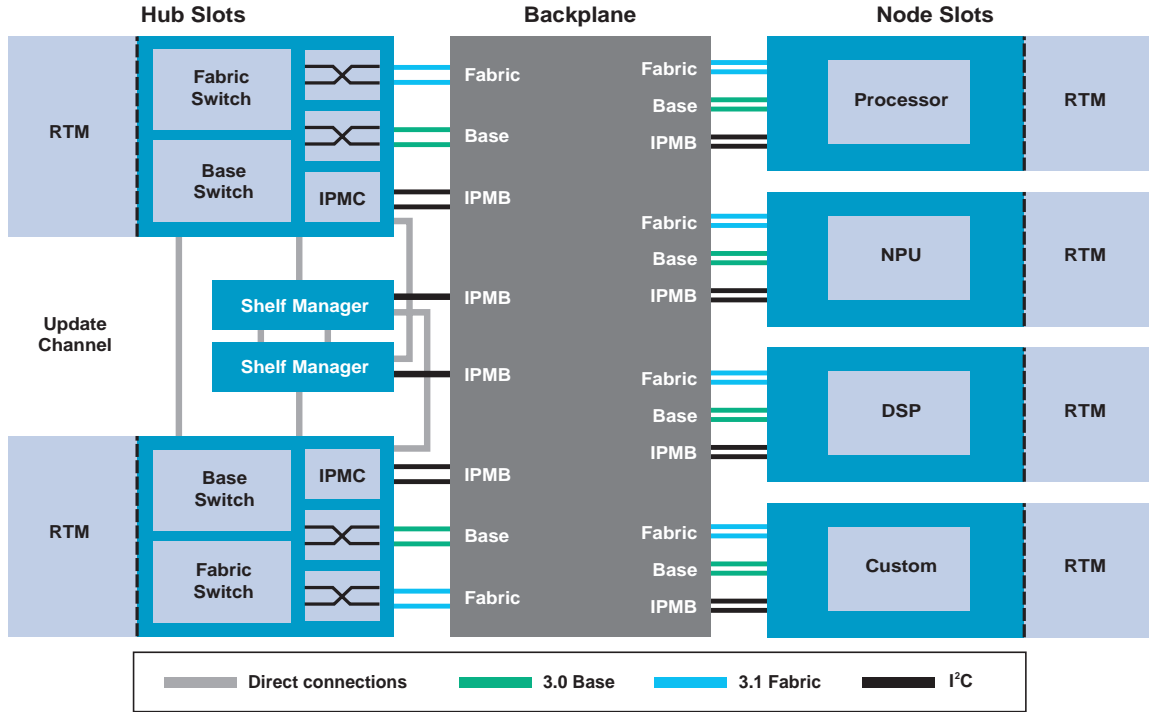 Hub Slots
Backplane
Node Slots
RTM
Fabric
Switch
Base
Switch
IPMC
Fabric
Base
IPMB
Update
Channel
Shelf Manager
Shelf Manager
IPMB
IPMB
RTM
Base
Switch
Fabric
Switch
IPMC
IPMB
Base
Fabric
Fabric
Base
IPMB
Processor
RTM
Fabric
Base
IPMB
NPU
RTM
Fabric
Base
IPMB
DSP
RTM
Fabric
Base
IPMB
Custom
RTM
Direct connections
3.0 Base
3.1 Fabric
I²C